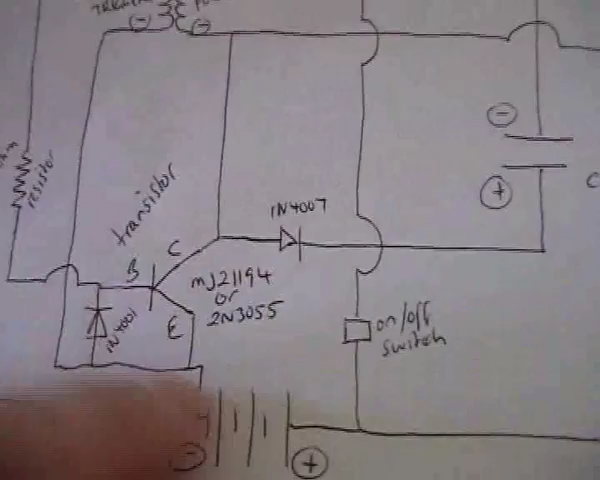 resistor
transistor
B
C
E
1N4001
MJ21194
or
2N3055
1N4007
on/off
switch
C